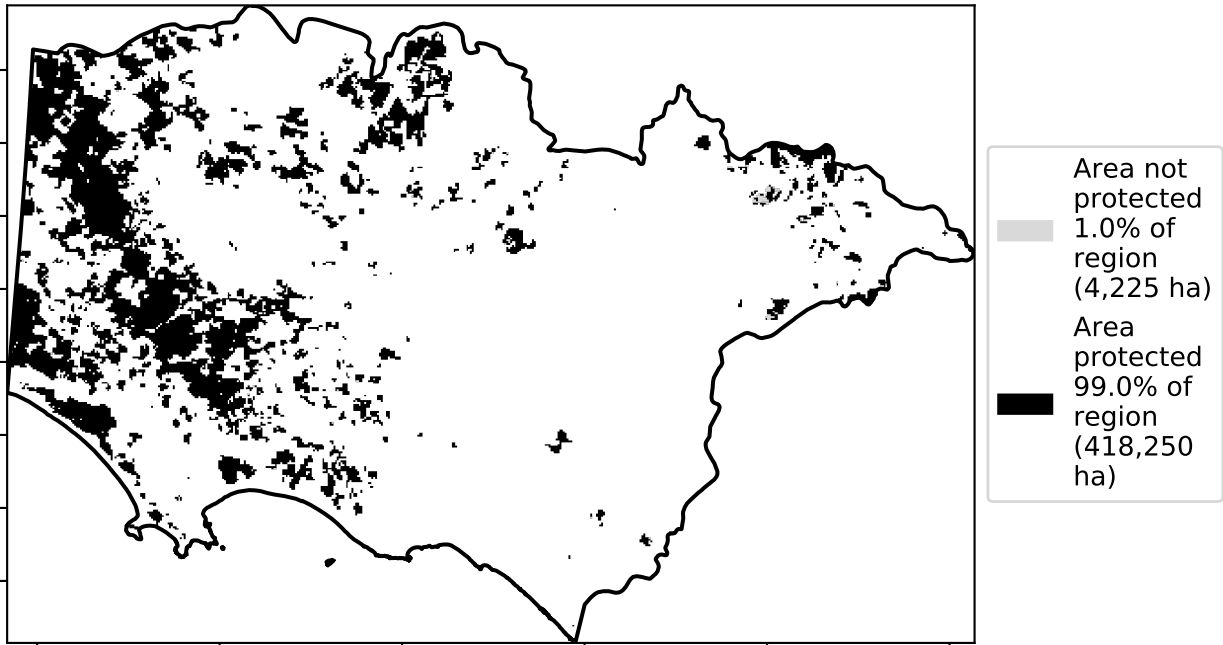 Area not
protected
1.0% of
region
(4,225 ha)
Area
protected
99.0% of
region
(418,250
ha)